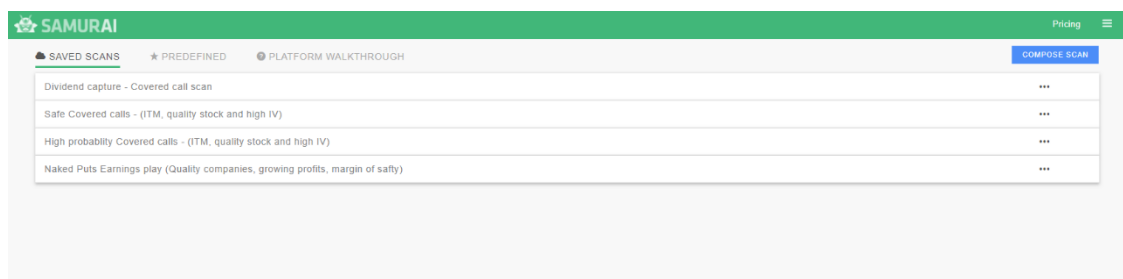 SAMURAI Pricing
SAVED SCANS PREDEFINED PLATFORM WALKTHROUGH COMPOSE SCAN
Dividend capture - Covered call scan
Safe Covered calls - (ITM, quality stock and high IV)
High probablity Covered calls - (ITM, quality stock and high IV)
Naked Puts Earnings play (Quality companies, growing profits, margin of safty)